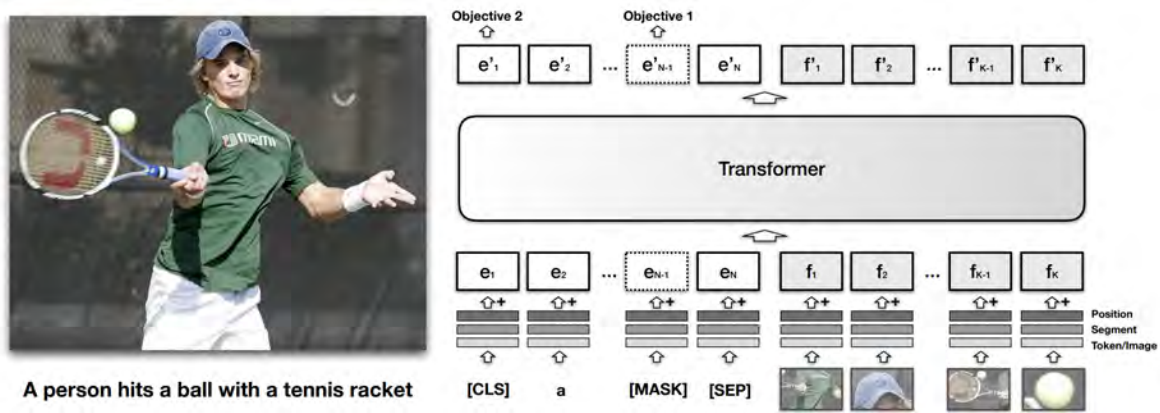 Objective 2
Objective 1
e'1 e'2 ... e'N-1 e'N f'1 f'2 ... f'K-1 f'K
Transformer
e1 e2 ... eN-1 eN f1 f2 ... fK-1 fK
+ + + + + + + +
Position
Segment
Token/Image
[CLS] a [MASK] [SEP]
A person hits a ball with a tennis racket